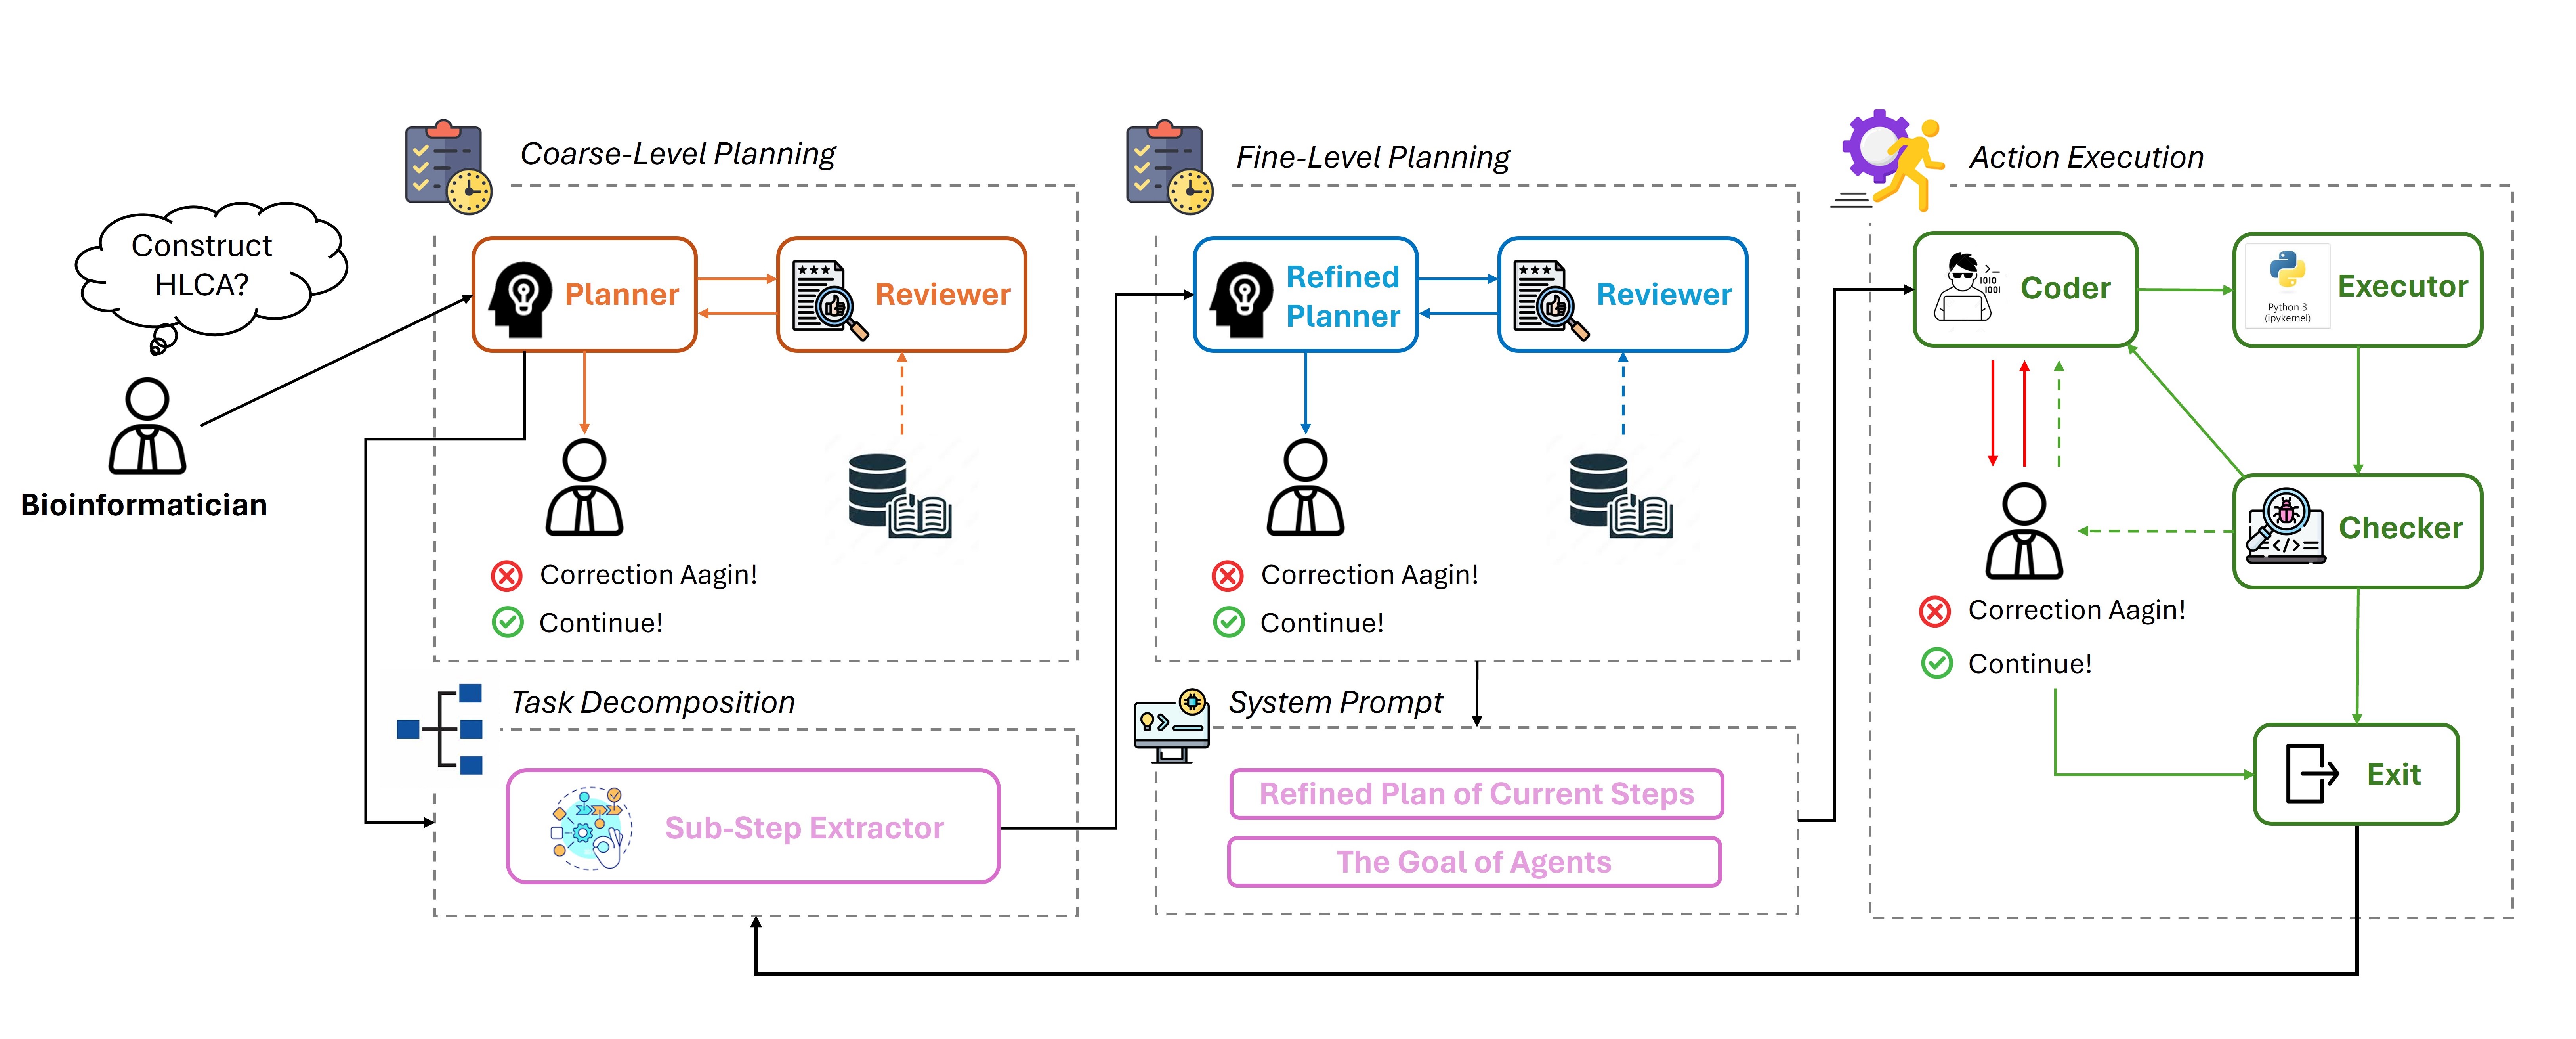 Construct
HLCA?
Bioinformatician
Coarse-Level Planning
Planner
Reviewer
Correction Aagin!
Continue!
Task Decomposition
Sub-Step Extractor
Fine-Level Planning
Refined
Planner
Reviewer
Correction Aagin!
Continue!
System Prompt
Refined Plan of Current Steps
The Goal of Agents
Action Execution
Coder
>_
1010
1001
Python 3
(ipykernel)
Executor
Checker
</>
Correction Aagin!
Continue!
Exit